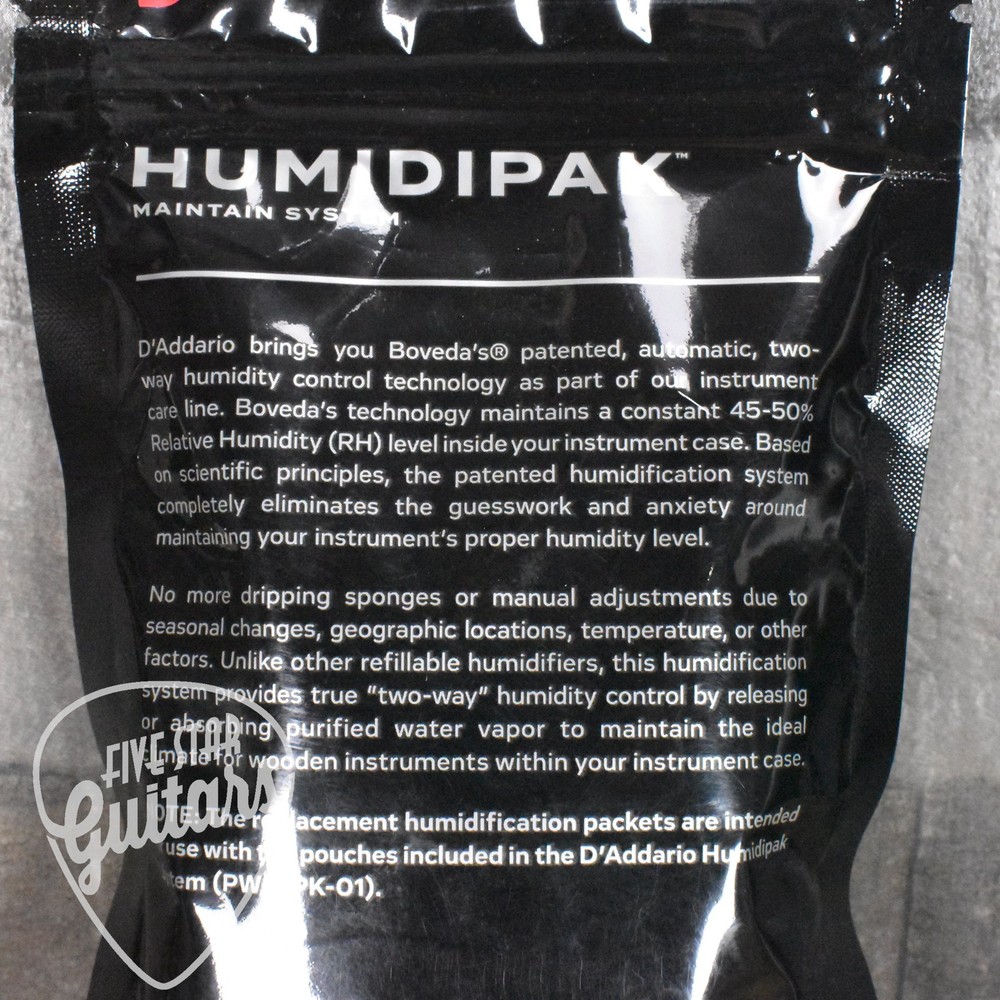 HUMIDIPAK™
MAINTAIN SYSTEM
D'Addario brings you Boveda's® patented, automatic, two-
way humidity control technology as part of our instrument
care line. Boveda's technology maintains a constant 45-50%
Relative Humidity (RH) level inside your instrument case. Based
on scientific principles, the patented humidification system
completely eliminates the guesswork and anxiety around
maintaining your instrument's proper humidity level.
No more dripping sponges or manual adjustments due to
seasonal changes, geographic locations, temperature, or other
factors. Unlike other refillable humidifiers, this humidification
system provides true "two-way" humidity control by releasing
or absorbing purified water vapor to maintain the ideal
climate for wooden instruments within your instrument case.
NOTE: The replacement humidification packets are intended
use with pouches included in the D'Addario Humidipak
FIVE STAR
Guitars